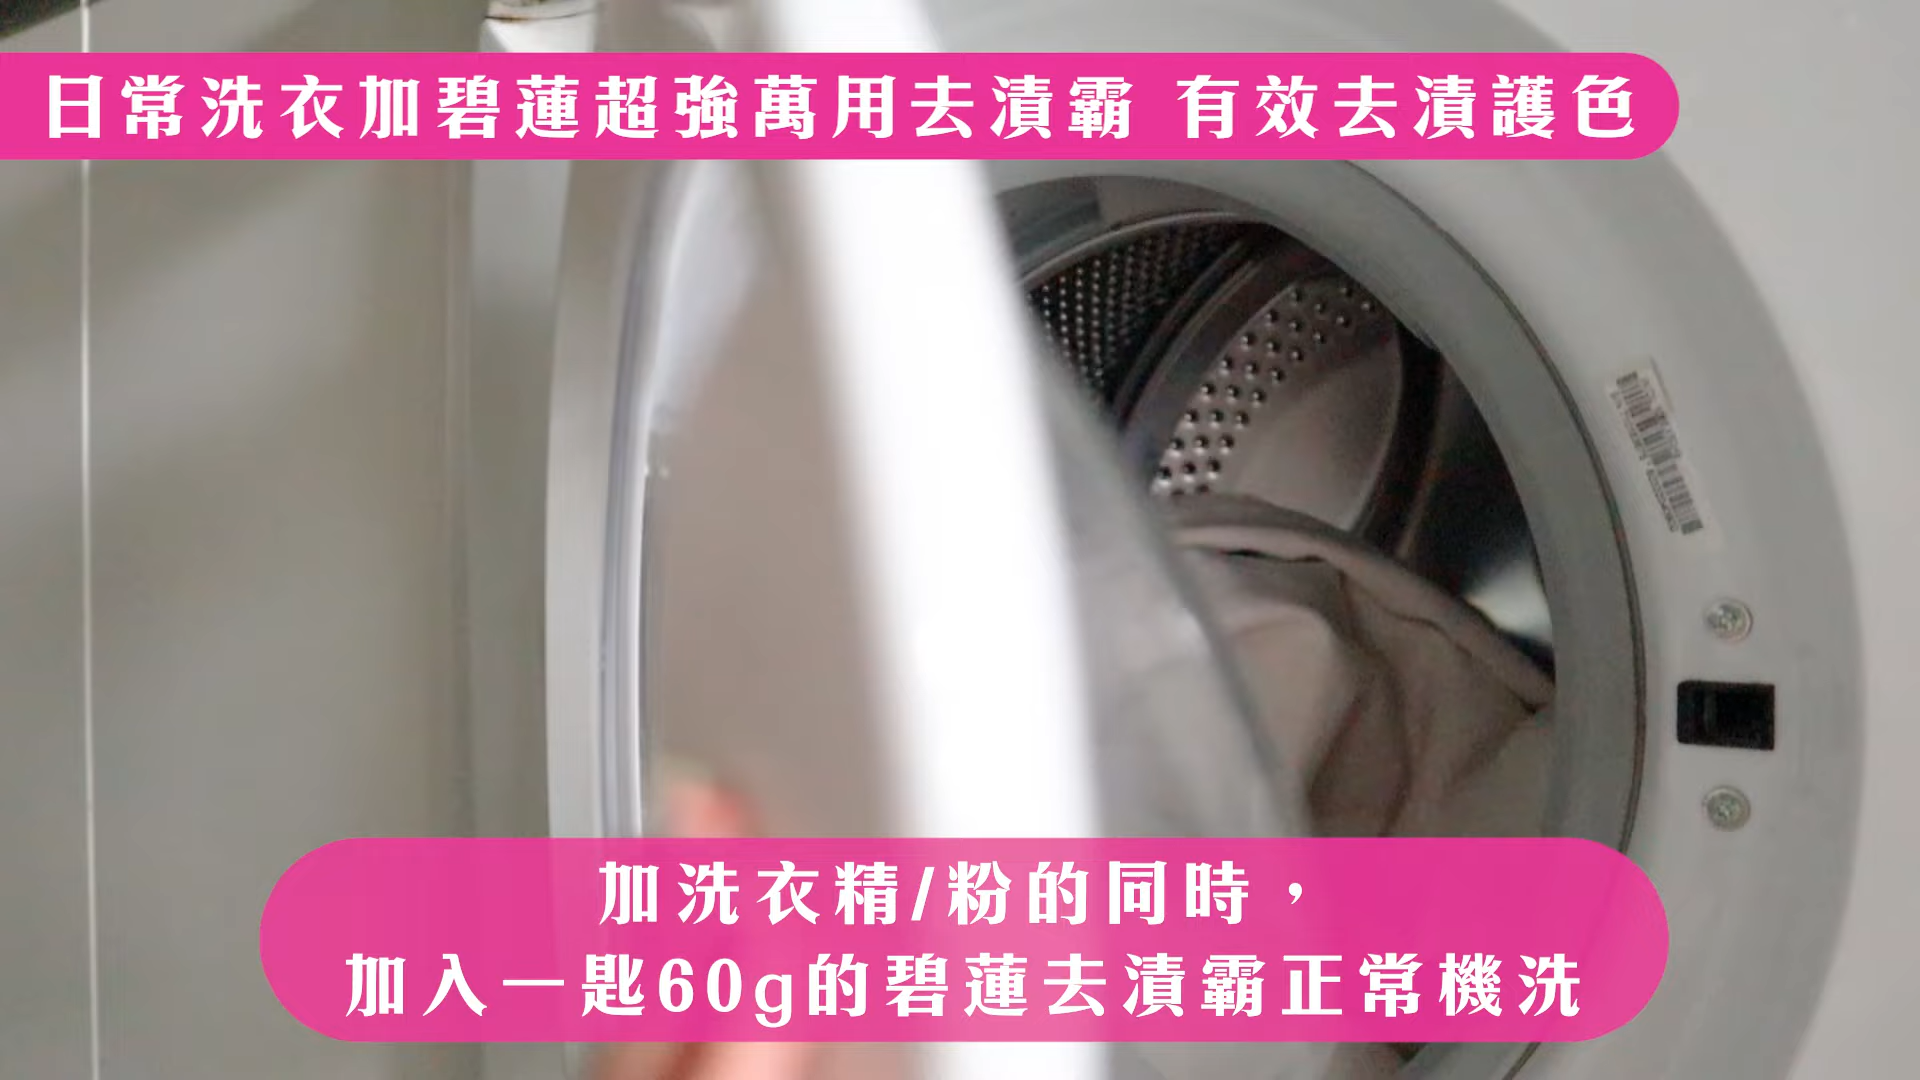 日常洗衣加碧蓮超強萬用去漬霸 有效去漬護色
加洗衣精/粉的同時，
加入一匙60g的碧蓮去漬霸正常機洗